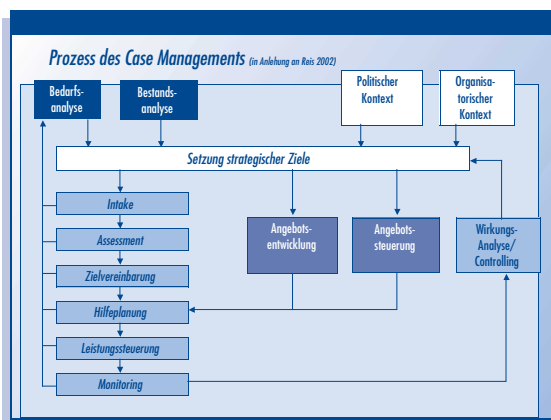 Prozess des Case Managements (in Anlehung an Reis 2002)
Bedarfs-
analyse
Bestands-
analyse
Politischer
Kontext
Organisa-
torischer
Kontext
Setzung strategischer Ziele
Intake
Assessment
Zielvereinbarung
Hilfeplanung
Leistungssteuerung
Monitoring
Angebots-
entwicklung
Angebots-
steuerung
Wirkungs-
Analyse/
Controlling